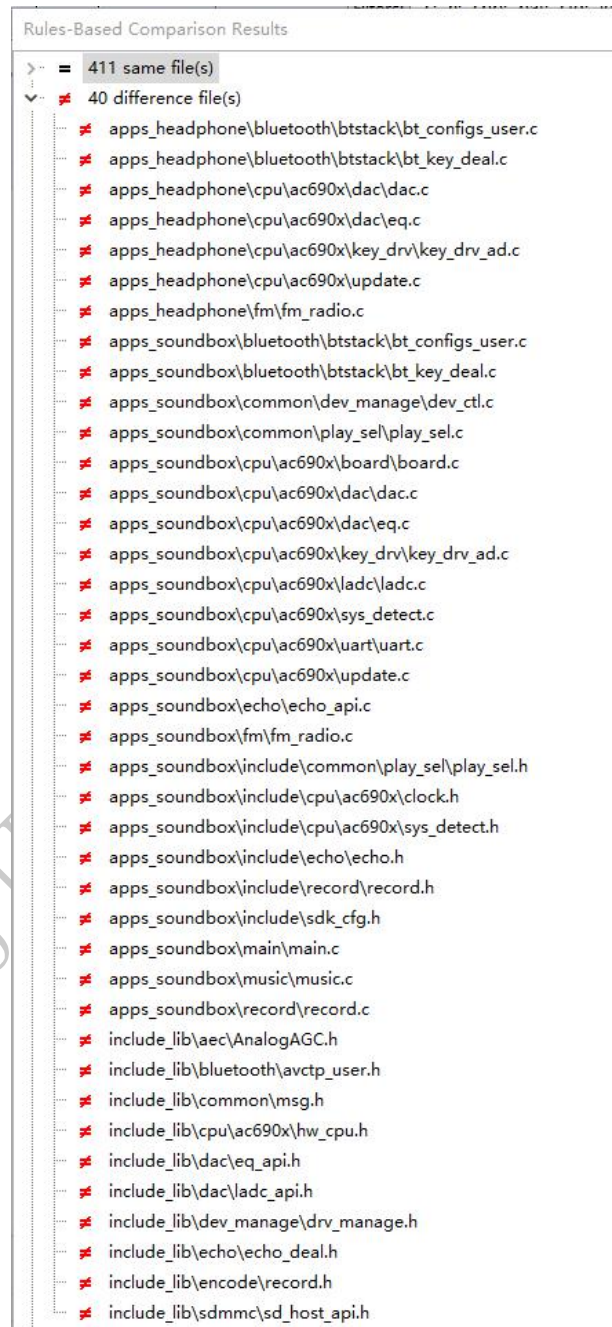 Rules-Based Comparison Results
= 411 same file(s)
≠ 40 difference file(s)
≠ apps_headphone\bluetooth\btstack\bt_configs_user.c
≠ apps_headphone\bluetooth\btstack\bt_key_deal.c
≠ apps_headphone\cpu\ac690x\dac\dac.c
≠ apps_headphone\cpu\ac690x\dac\eq.c
≠ apps_headphone\cpu\ac690x\key_drv\key_drv_ad.c
≠ apps_headphone\cpu\ac690x\update.c
≠ apps_headphone\fm\fm_radio.c
≠ apps_soundbox\bluetooth\btstack\bt_configs_user.c
≠ apps_soundbox\bluetooth\btstack\bt_key_deal.c
≠ apps_soundbox\common\dev_manage\dev_ctl.c
≠ apps_soundbox\common\play_sel\play_sel.c
≠ apps_soundbox\cpu\ac690x\board\board.c
≠ apps_soundbox\cpu\ac690x\dac\dac.c
≠ apps_soundbox\cpu\ac690x\dac\eq.c
≠ apps_soundbox\cpu\ac690x\key_drv\key_drv_ad.c
≠ apps_soundbox\cpu\ac690x\ladc\ladc.c
≠ apps_soundbox\cpu\ac690x\sys_detect.c
≠ apps_soundbox\cpu\ac690x\uart\uart.c
≠ apps_soundbox\cpu\ac690x\update.c
≠ apps_soundbox\echo\echo_api.c
≠ apps_soundbox\fm\fm_radio.c
≠ apps_soundbox\include\common\play_sel\play_sel.h
≠ apps_soundbox\include\cpu\ac690x\clock.h
≠ apps_soundbox\include\cpu\ac690x\sys_detect.h
≠ apps_soundbox\include\echo\echo.h
≠ apps_soundbox\include\record\record.h
≠ apps_soundbox\include\sdk_cfg.h
≠ apps_soundbox\main\main.c
≠ apps_soundbox\music\music.c
≠ apps_soundbox\record\record.c
≠ include_lib\aec\AnalogAGC.h
≠ include_lib\bluetooth\avctp_user.h
≠ include_lib\common\msg.h
≠ include_lib\cpu\ac690x\hw_cpu.h
≠ include_lib\dac\eq_api.h
≠ include_lib\dac\ladc_api.h
≠ include_lib\dev_manage\drv_manage.h
≠ include_lib\echo\echo_deal.h
≠ include_lib\encode\record.h
≠ include_lib\sdmmc\sd_host_api.h